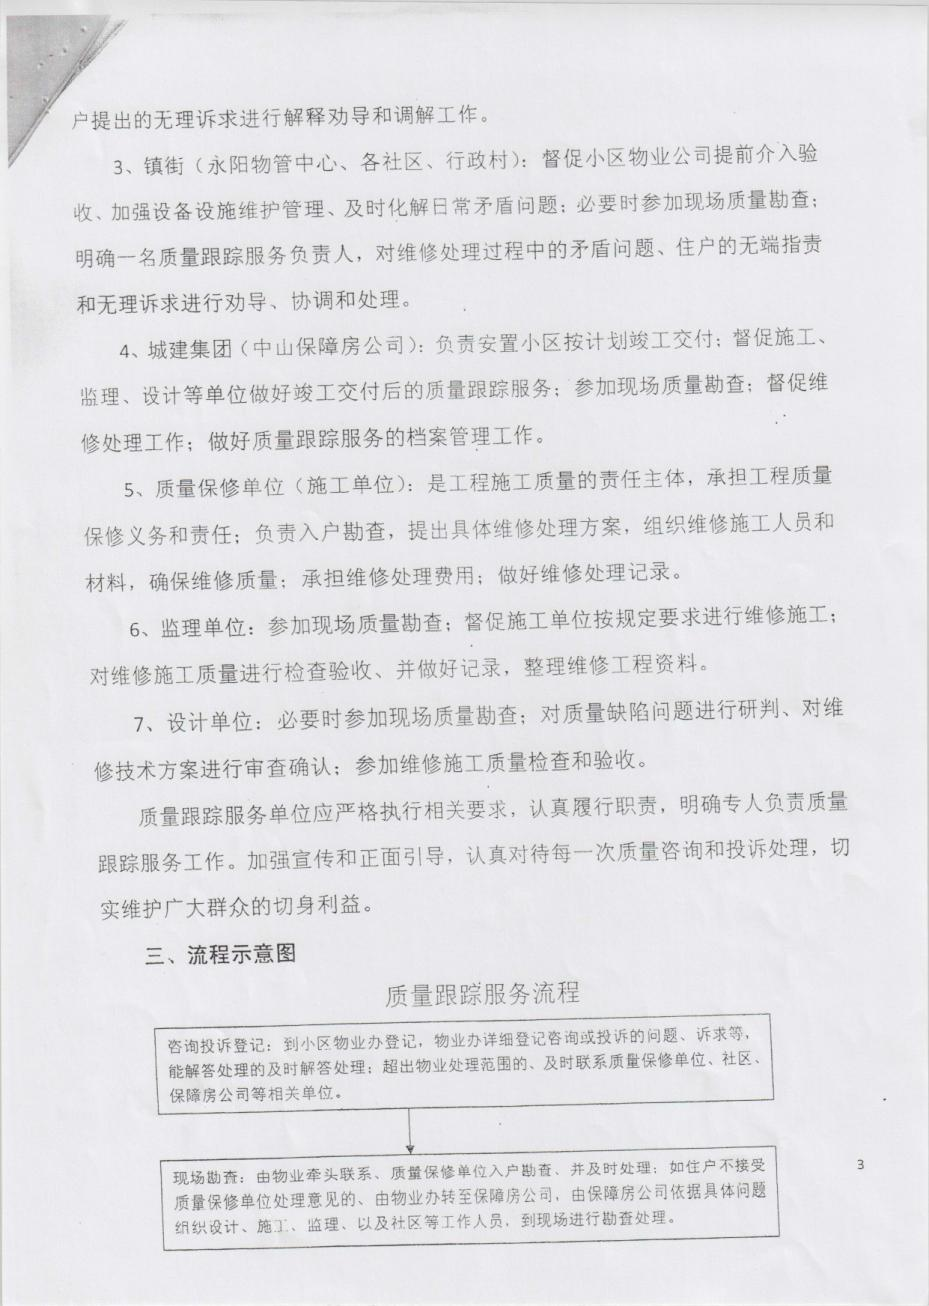 户提出的无理诉求进行解释劝导和调解工作。
3、镇街（永阳物管中心、各社区、行政村）：督促小区物业公司提前介入验
收、加强设备设施维护管理、及时化解日常矛盾问题；必要时参加现场质量勘查；
明确一名质量跟踪服务负责人，对维修处理过程中的矛盾问题、住户的无端指责
和无理诉求进行劝导、协调和处理。
4、城建集团（中山保障房公司）：负责安置小区按计划竣工交付；督促施工、
监理、设计等单位做好竣工交付后的质量跟踪服务；参加现场质量勘查；督促维
修处理工作；做好质量跟踪服务的档案管理工作。
5、质量保修单位（施工单位）：是工程施工质量的责任主体，承担工程质量
保修义务和责任；负责入户勘查，提出具体维修处理方案，组织维修施工人员和
材料，确保维修质量；承担维修处理费用；做好维修处理记录。
6、监理单位：参加现场质量勘查；督促施工单位按规定要求进行维修施工；
对维修施工质量进行检查验收、并做好记录，整理维修工程资料。
7、设计单位：必要时参加现场质量勘查；对质量缺陷问题进行研判、对维
修技术方案进行审查确认；参加维修施工质量检查和验收。
质量跟踪服务单位应严格执行相关要求，认真履行职责，明确专人负责质量
跟踪服务工作。加强宣传和正面引导，认真对待每一次质量咨询和投诉处理，切
实维护广大群众的切身利益。
三、流程示意图
质量跟踪服务流程
咨询投诉登记：到小区物业办登记，物业办详细登记咨询或投诉的问题、诉求等，
能解答处理的及时解答处理；超出物业处理范围的、及时联系质量保修单位、社区、
保障房公司等相关单位。
现场勘查：由物业牵头联系、质量保修单位入户勘查、并及时处理；如住户不接受
质量保修单位处理意见的、由物业办转至保障房公司，由保障房公司依据具体问题
组织设计、施工、监理、以及社区等工作人员，到现场进行勘查处理。
3